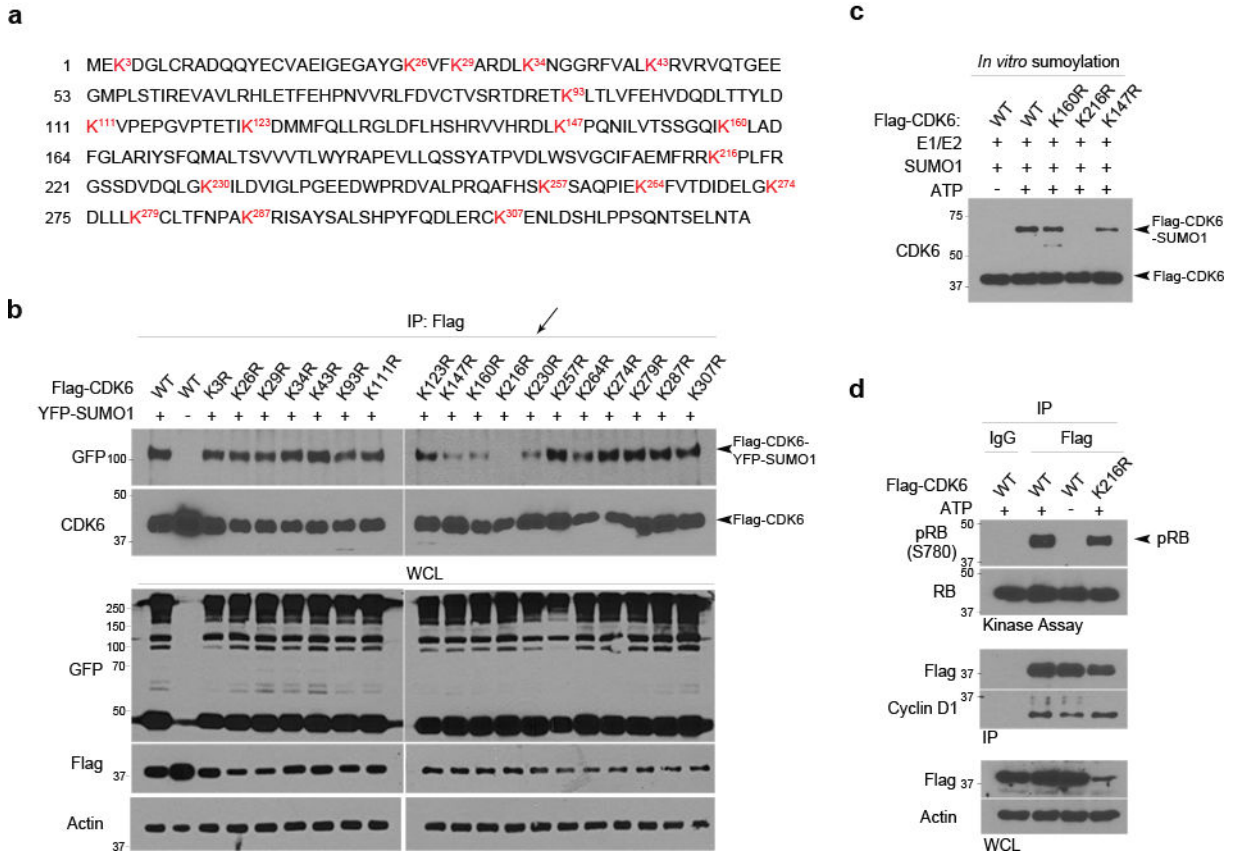 a
1 MEK3DGLCRADQQYECVAEIGEGAYGK26VFK29ARDLK34NGGRFVALK43RVRVQTGEE
53 GMPLSTIREVAVLRHLETFEHPNVVRLFDVCTVSRTDRETK93LTLVFEHVDQDLTTYLD
111 K111VPEPGVPTETIK123DMMFQLLRGLDFLHSHRVVHRDLK147PQNILVTSSGQIK160LAD
164 FGLARIYSFQMALTSVVVTLWYRAPEVLLQSSYATPVDLWSVGCIFAEMFRRK216PLFR
221 GSSDVDQLGK230ILDVIGLPGEEDWPRDVALPRQAFHSK257SAQPIEK264FVTDIDELGK274
275 DLLLK279CLTFNPAK287RISAYSALSHPYFQDLERCK307ENLDSHLPPSQNTSELNTA
b
IP: Flag
Flag-CDK6 WT WT K3R K26R K29R K34R K43R K93R K111R K123R K147R K160R K216R K230R K257R K264R K274R K279R K287R K307R
YFP-SUMO1 + - + + + + + + + + + + + + + + + + + +
GFP 100
Flag-CDK6-
YFP-SUMO1
50
CDK6
Flag-CDK6
37
WCL
250
150
100
GFP
70
50
Flag
37
Actin
37
c
In vitro sumoylation
Flag-CDK6: WT WT K160R K216R K147R
E1/E2 + + + + +
SUMO1 + + + + +
ATP - + + + +
75
Flag-CDK6
-SUMO1
CDK6
50
Flag-CDK6
37
d
IP
IgG Flag
Flag-CDK6 WT WT WT K216R
ATP + + - +
50
pRB
(S780)
pRB
37
50
RB
37
Kinase Assay
Flag 37
37
Cyclin D1
IP
Flag 37
Actin
WCL